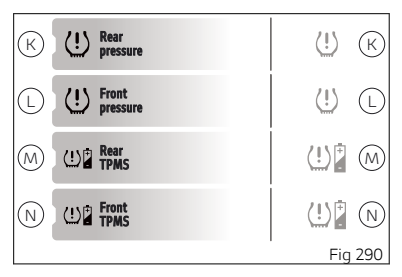 K
Rear
pressure
K
L
Front
pressure
L
M
Rear
TPMS
M
N
Front
TPMS
N
Fig 290